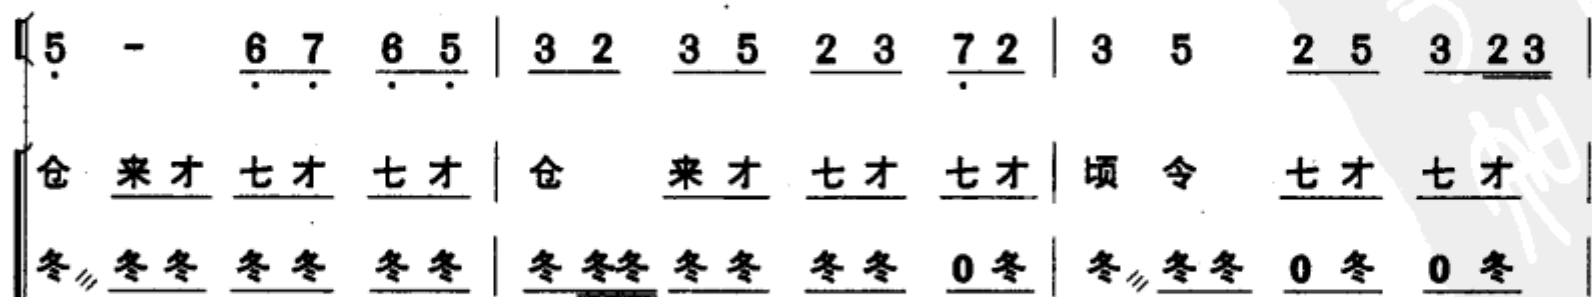 5 - 6 7 6 5 | 3 2 3 5 2 3 7 2 | 3 5 2 5 3 2 3 |
仓 来 才 七 才 七 才 | 仓 来 才 七 才 七 才 | 顷 令 七 才 七 才 |
冬 冬 冬 冬 冬 冬 冬 | 冬 冬 冬 冬 冬 冬 冬 0 冬 | 冬 冬 冬 0 冬 0 冬 |